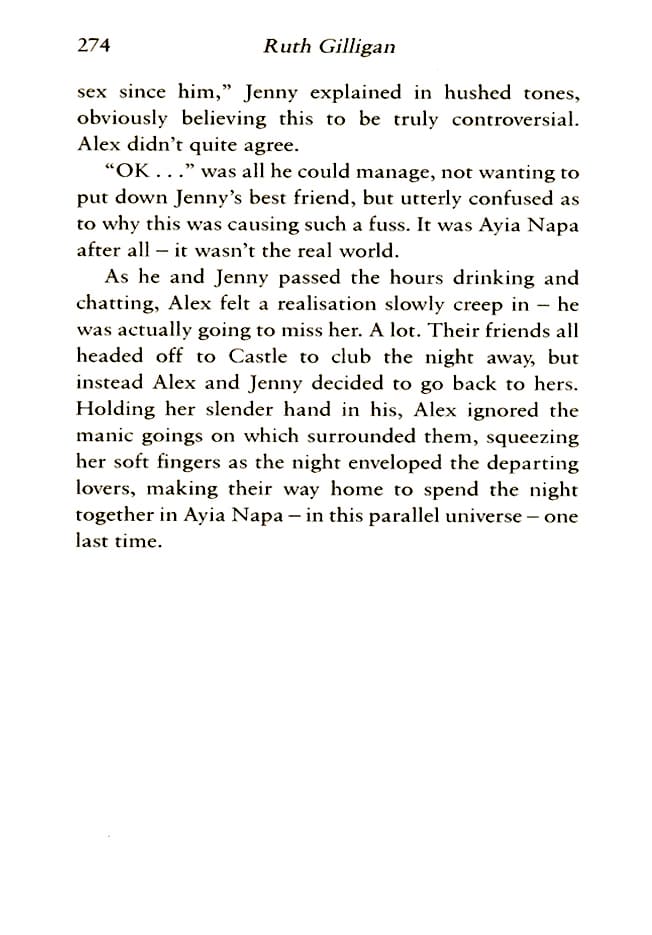 274 Ruth Gilligan
sex since him,” Jenny explained in hushed tones,
obviously believing this to be truly controversial.
Alex didn’t quite agree.
“OK . . .” was all he could manage, not wanting to
put down Jenny’s best friend, but utterly confused as
to why this was causing such a fuss. It was Ayia Napa
after all – it wasn’t the real world.
As he and Jenny passed the hours drinking and
chatting, Alex felt a realisation slowly creep in – he
was actually going to miss her. A lot. Their friends all
headed off to Castle to club the night away, but
instead Alex and Jenny decided to go back to hers.
Holding her slender hand in his, Alex ignored the
manic goings on which surrounded them, squeezing
her soft fingers as the night enveloped the departing
lovers, making their way home to spend the night
together in Ayia Napa – in this parallel universe – one
last time.